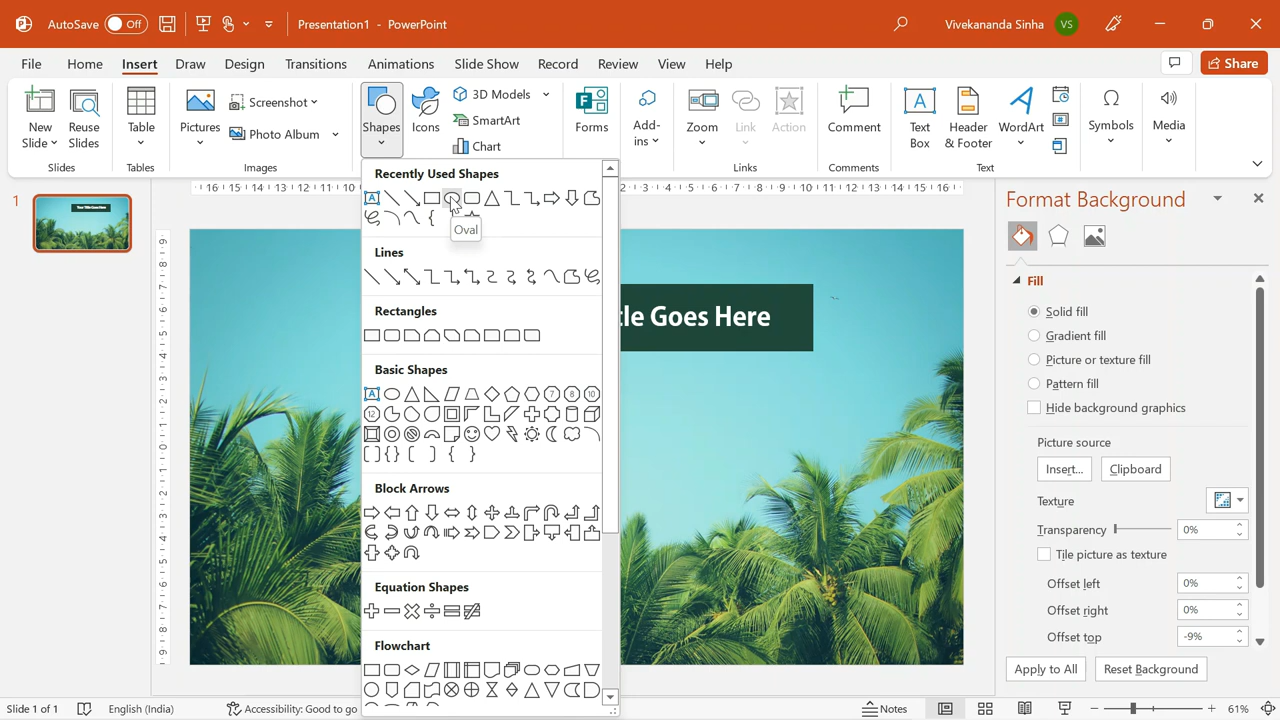 AutoSave Off Presentation1 - PowerPoint Vivekananda Sinha VS
File Home Insert Draw Design Transitions Animations Slide Show Record Review View Help Share
New Slide
Reuse Slides
Slides
Table
Tables
Pictures
Screenshot
Photo Album
Images
Shapes
Icons
3D Models
SmartArt
Chart
Forms
Add-ins
Zoom
Link
Action
Links
Comment
Comments
Text Box
Header & Footer
WordArt
Text
Symbols
Media
Recently Used Shapes
Oval
Lines
Rectangles
Basic Shapes
Block Arrows
Equation Shapes
Flowchart
1
tle Goes Here
Format Background
Fill
Solid fill
Gradient fill
Picture or texture fill
Pattern fill
Hide background graphics
Picture source
Insert... Clipboard
Texture
Transparency 0%
Tile picture as texture
Offset left 0%
Offset right 0%
Offset top -9%
Apply to All Reset Background
Slide 1 of 1 English (India) Accessibility: Good to go Notes 61%